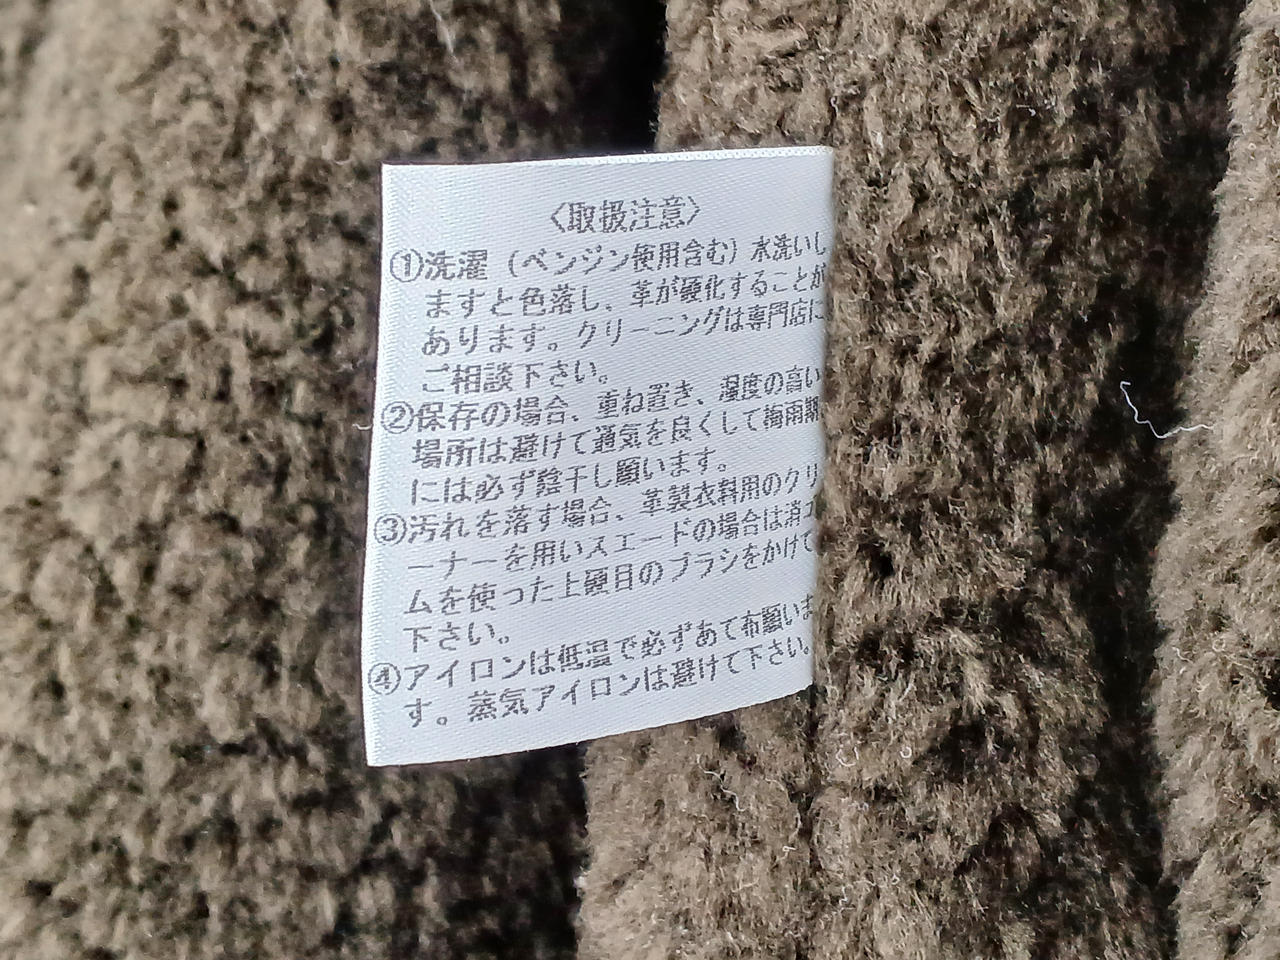 〈取扱注意〉
①洗濯（ベンジン使用含む）水洗いし
ますと色落し、革が硬化することが
あります。クリーニングは専門店に
ご相談下さい。
②保存の場合、重ね置き、湿度の高い
場所は避けて通気を良くして梅雨期
には必ず陰干し願います。
③汚れを落す場合、革製衣料用のクリ
ーナーを用いスエードの場合は消ゴ
ムを使った上麺目のブラシをかけて
下さい。
④アイロンは低温で必ずあて布願いま
す。蒸気アイロンは避けて下さい。